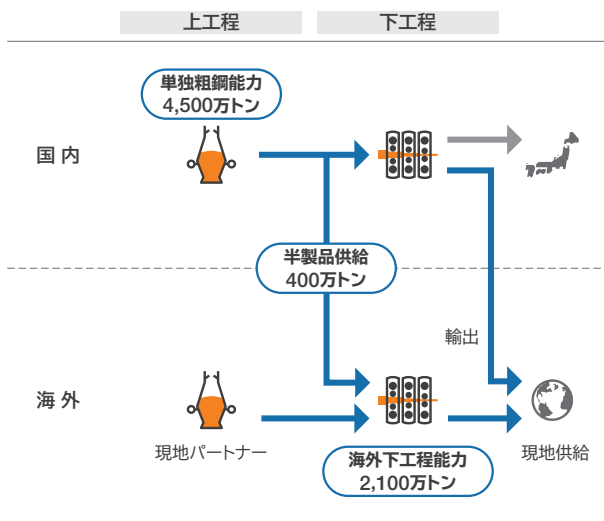 上工程
下工程
単独粗鋼能力
4,500万トン
国内
半製品供給
400万トン
輸出
海外
現地パートナー
海外下工程能力
2,100万トン
現地供給